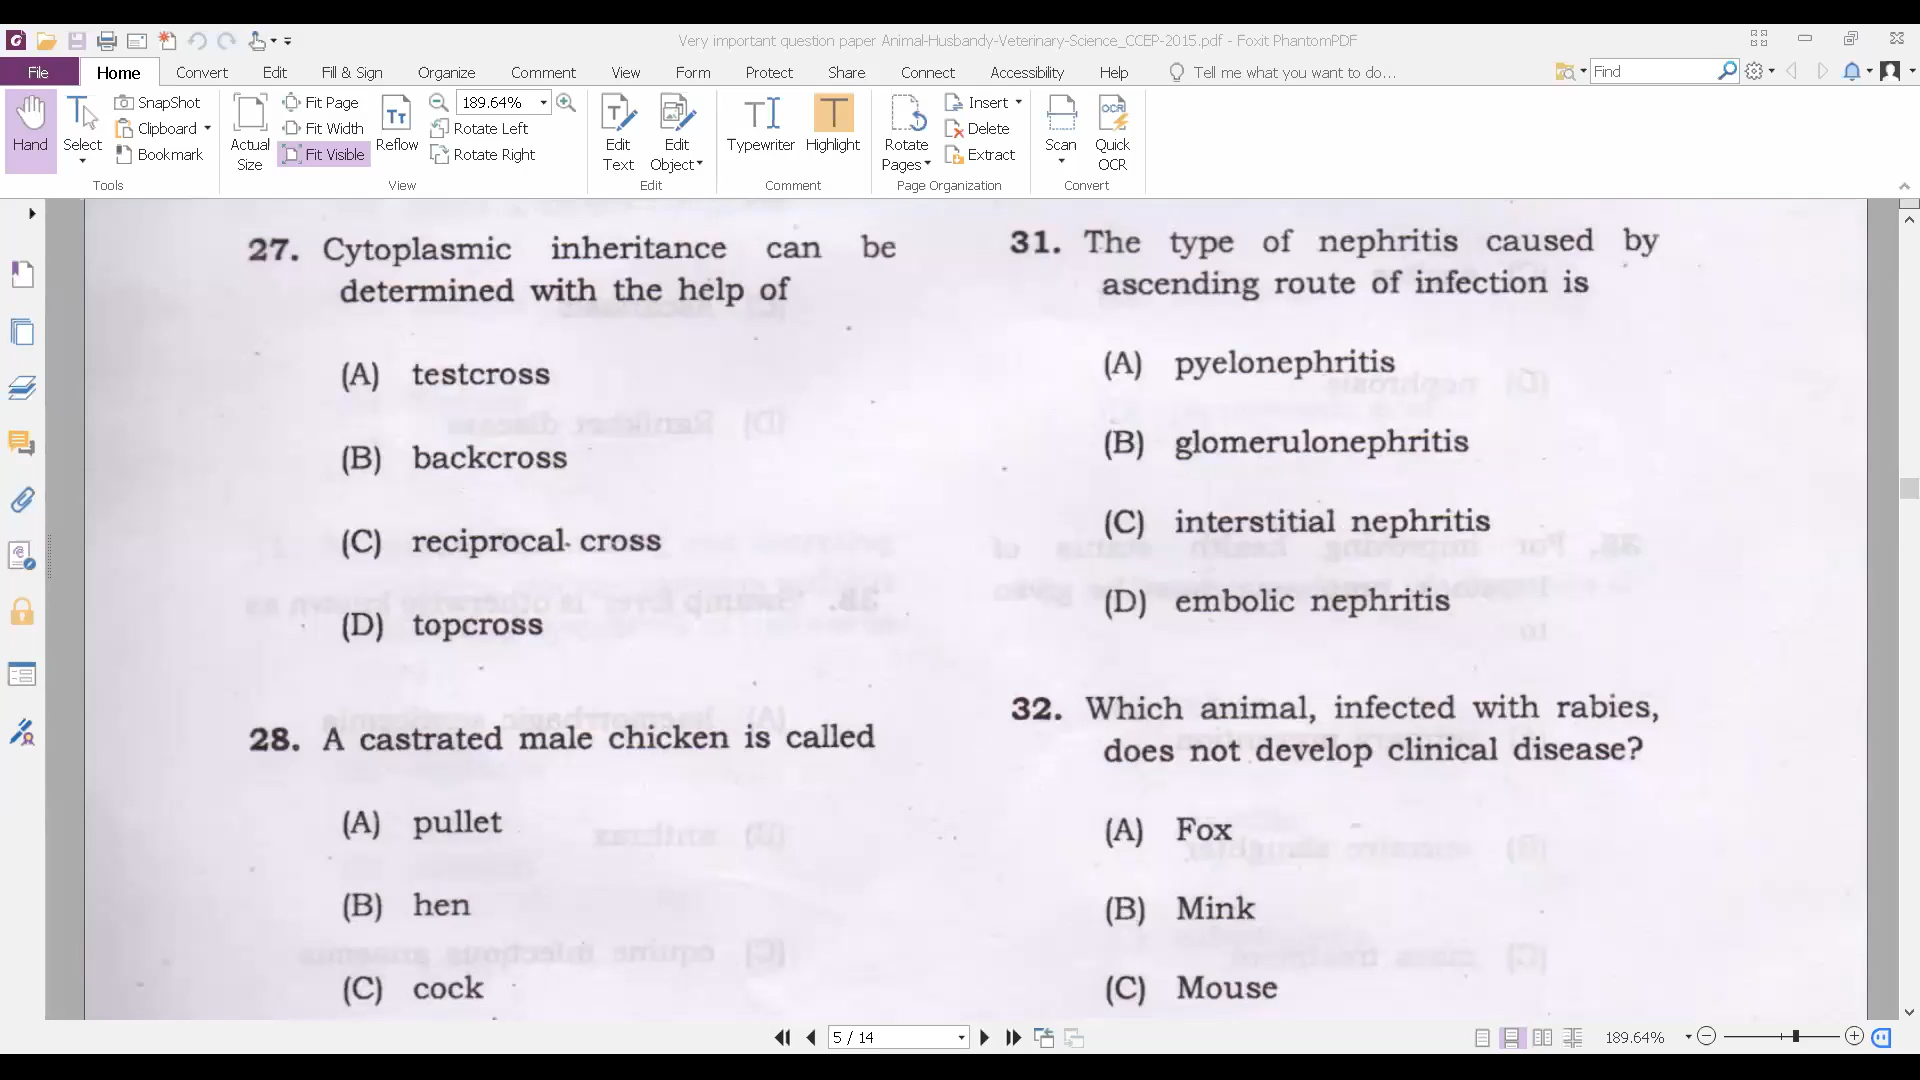 Very important question paper Animal-Husbandy-Veterinary-Science_CCEP-2015.pdf - Foxit PhantomPDF
File Home Convert Edit Fill & Sign Organize Comment View Form Protect Share Connect Accessibility Help Tell me what you want to do... Find
Hand
Select
SnapShot
Clipboard
Bookmark
Tools
Actual Size
Fit Page
Fit Width
Fit Visible
Reflow
189.64%
Rotate Left
Rotate Right
View
Edit Text
Edit Object
Edit
Typewriter
Highlight
Comment
Rotate Pages
Insert
Delete
Extract
Page Organization
Scan
Quick OCR
Convert
27. Cytoplasmic inheritance can be
determined with the help of
(A) testcross
(B) backcross
(C) reciprocal cross
(D) topcross
28. A castrated male chicken is called
(A) pullet
(B) hen
(C) cock
31. The type of nephritis caused by
ascending route of infection is
(A) pyelonephritis
(B) glomerulonephritis
(C) interstitial nephritis
(D) embolic nephritis
32. Which animal, infected with rabies,
does not develop clinical disease?
(A) Fox
(B) Mink
(C) Mouse
5 / 14
189.64%